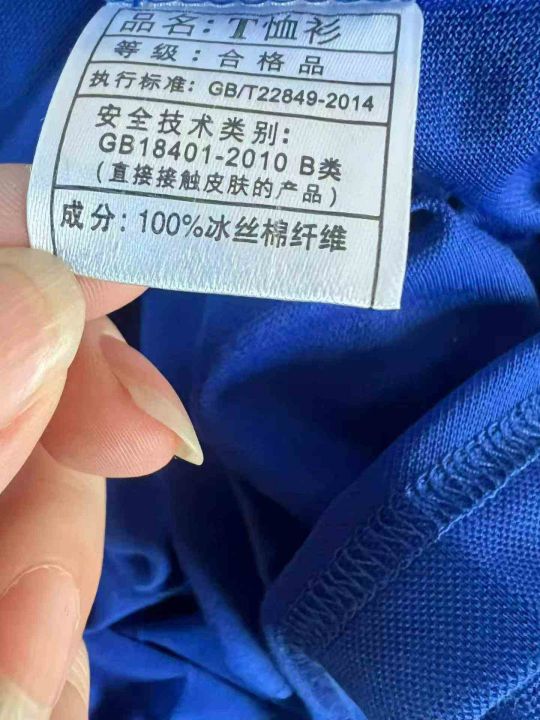 品名:T恤衫
等级:合格品
执行标准: GB/T22849-2014
安全技术类别:
GB18401-2010 B类
(直接接触皮肤的产品)
成分: 100%冰丝棉纤维